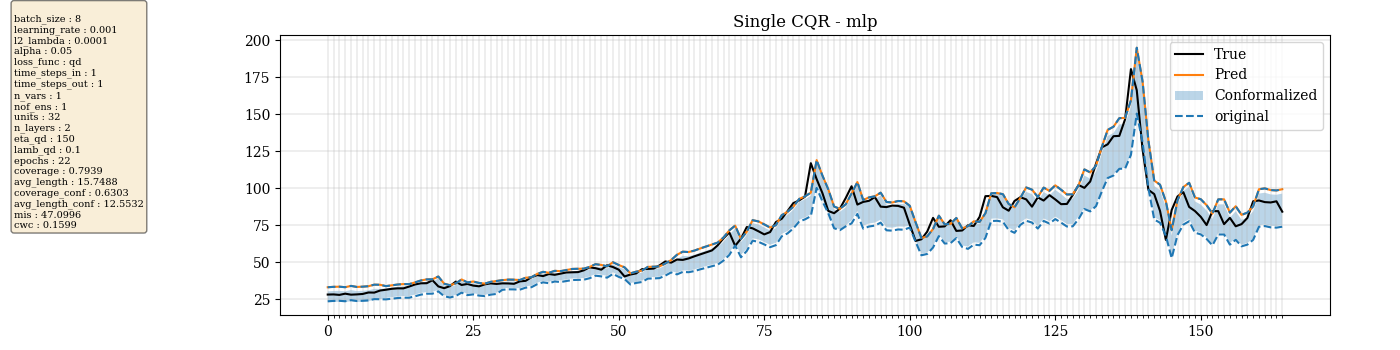 batch_size : 8
learning_rate : 0.001
l2_lambda : 0.0001
alpha : 0.05
loss_func : qd
time_steps_in : 1
time_steps_out : 1
n_vars : 1
nof_ens : 1
units : 32
n_layers : 2
eta_qd : 150
lamb_qd : 0.1
epochs : 22
coverage : 0.7939
avg_length : 15.7488
coverage_conf : 0.6303
avg_length_conf : 12.5532
mis : 47.0996
cwc : 0.1599
Single CQR - mlp
200
175
150
125
100
75
50
25
True
Pred
Conformalized
original
0 25 50 75 100 125 150